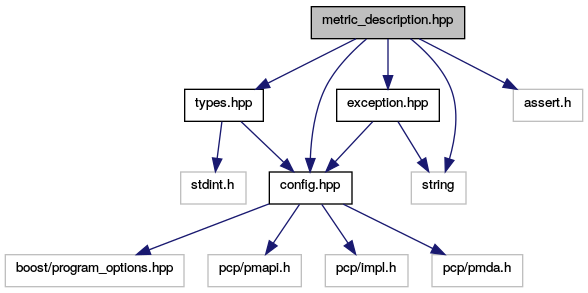 metric_description.hpp
types.hpp
exception.hpp
assert.h
stdint.h
config.hpp
string
boost/program_options.hpp
pcp/pmapi.h
pcp/impl.h
pcp/pmda.h